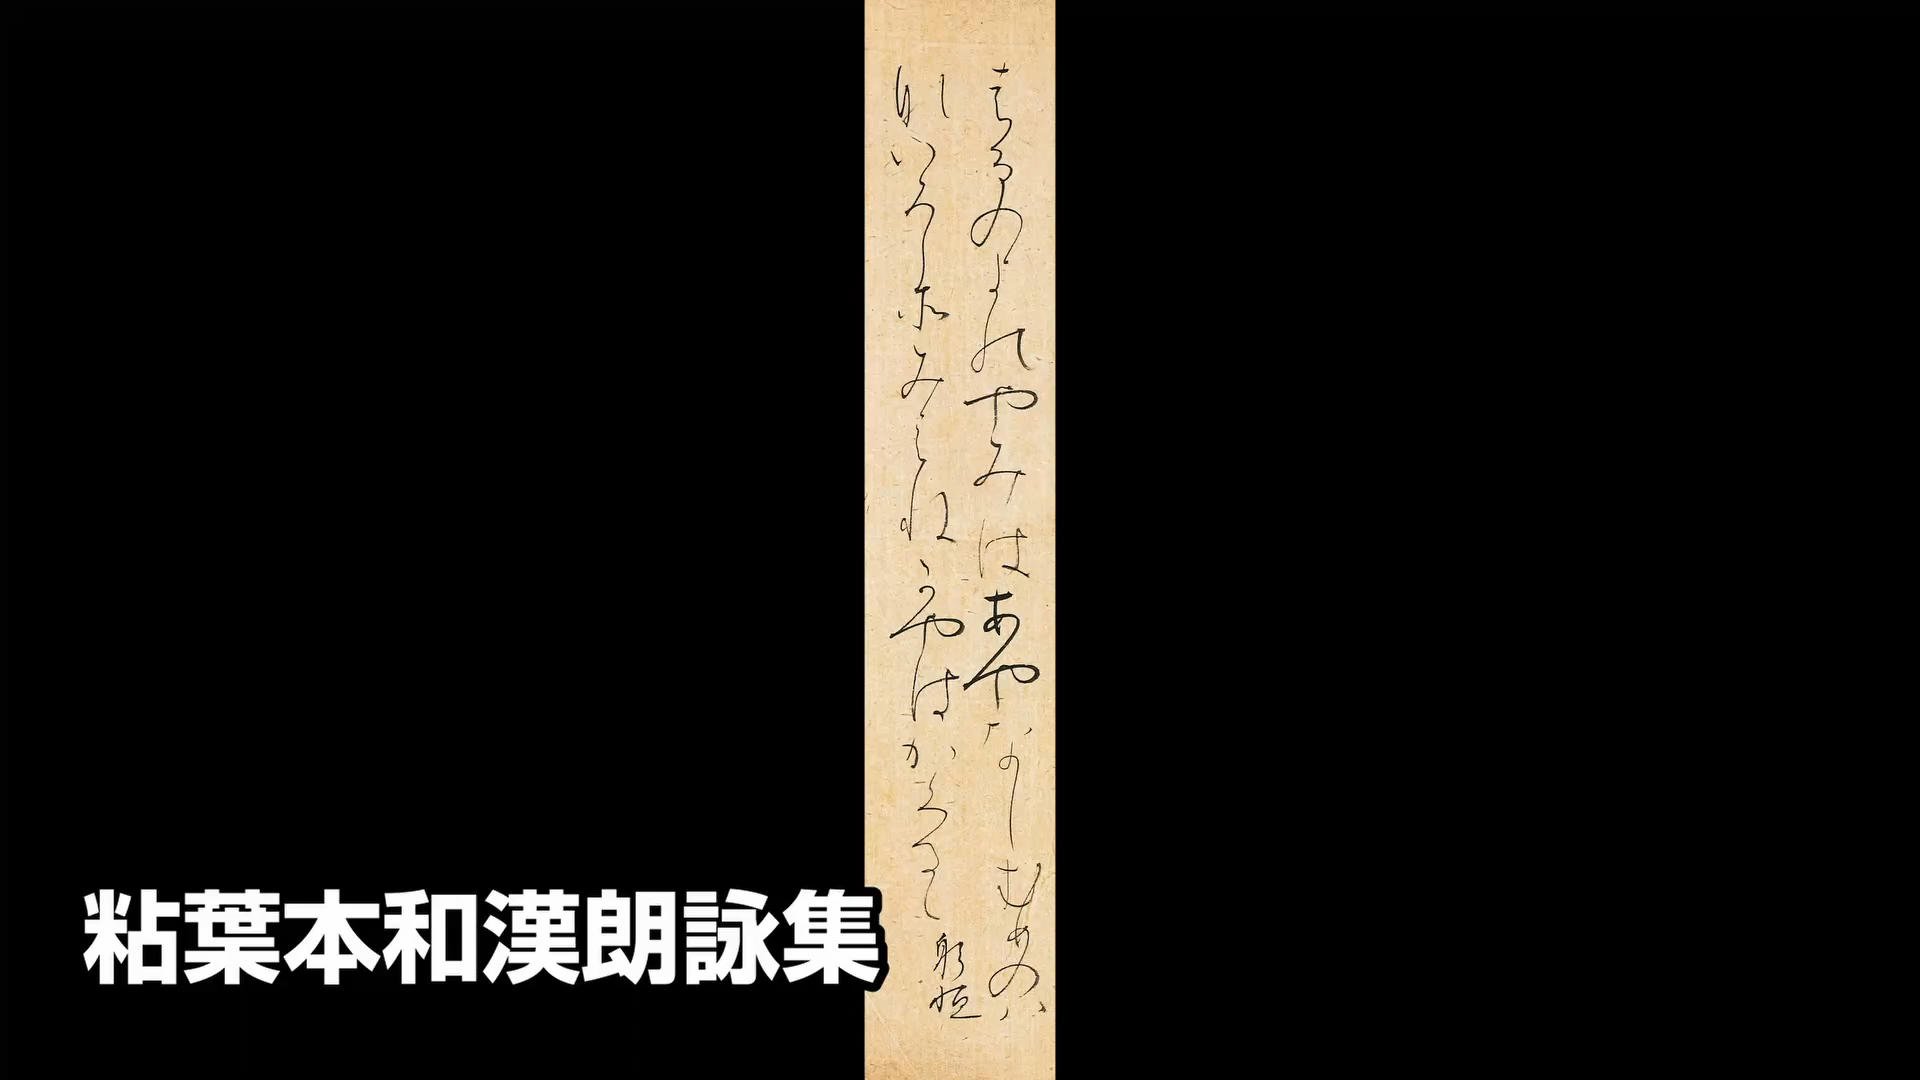 はるのよのやみはあやなしむめのは
ないろこそみえねかやはかくるゝ
躬恒
粘葉本和漢朗詠集